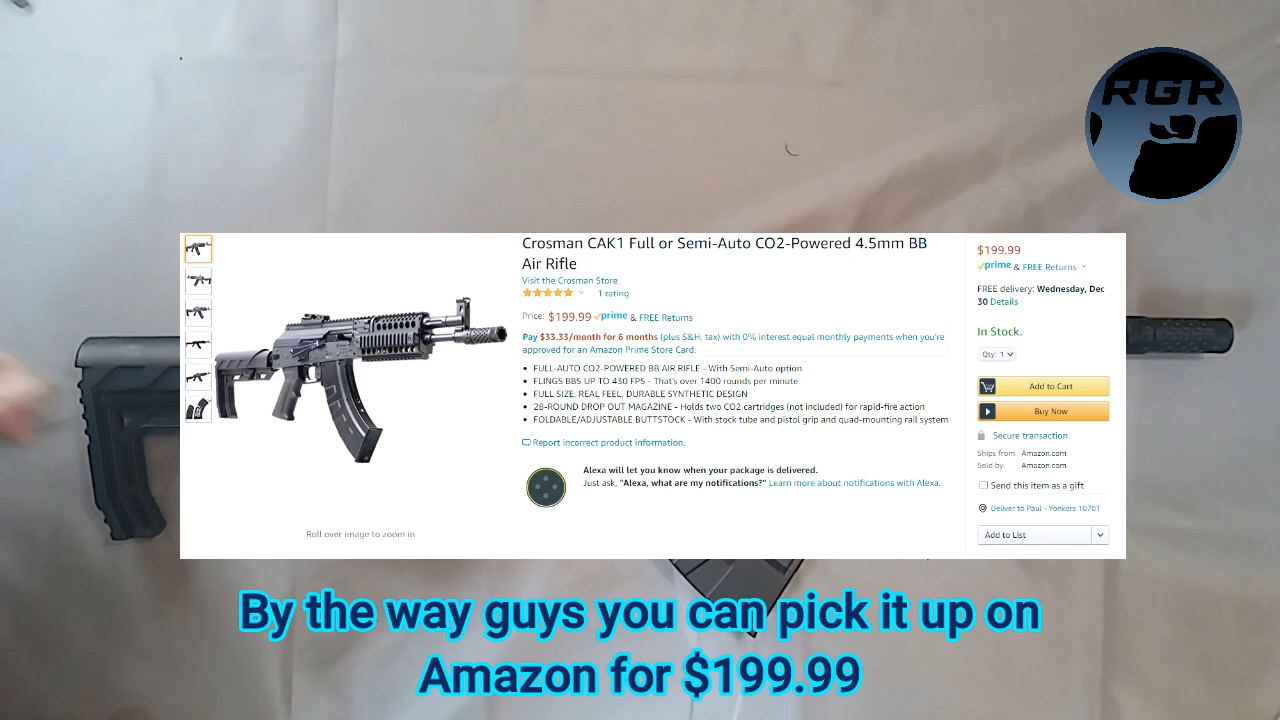 RGR
Crosman CAK1 Full or Semi-Auto CO2-Powered 4.5mm BB
Air Rifle
Visit the Crosman Store
1 rating
Price: $199.99 prime & FREE Returns
Pay $33.33/month for 6 months (plus S&H, tax) with 0% interest equal monthly payments when you're
approved for an Amazon Prime Store Card.
• FULL-AUTO CO2-POWERED BB AIR RIFLE - With Semi-Auto option
• FLINGS BBS UP TO 430 FPS - That's over 1400 rounds per minute
• FULL SIZE, REAL FEEL, DURABLE SYNTHETIC DESIGN
• 28-ROUND DROP OUT MAGAZINE - Holds two CO2 cartridges (not included) for rapid-fire action
• FOLDABLE/ADJUSTABLE BUTTSTOCK - With stock tube and pistol grip and quad-mounting rail system
Report incorrect product information.
Alexa will let you know when your package is delivered.
Just ask, "Alexa, what are my notifications?" Learn more about notifications with Alexa.
Roll over image to zoom in
$199.99
prime & FREE Returns
FREE delivery: Wednesday, Dec
30 Details
In Stock.
Qty: 1
Add to Cart
Buy Now
Secure transaction
Ships from Amazon.com
Sold by Amazon.com
Send this item as a gift
Deliver to Paul - Yonkers 10701
Add to List
By the way guys you can pick it up on
Amazon for $199.99